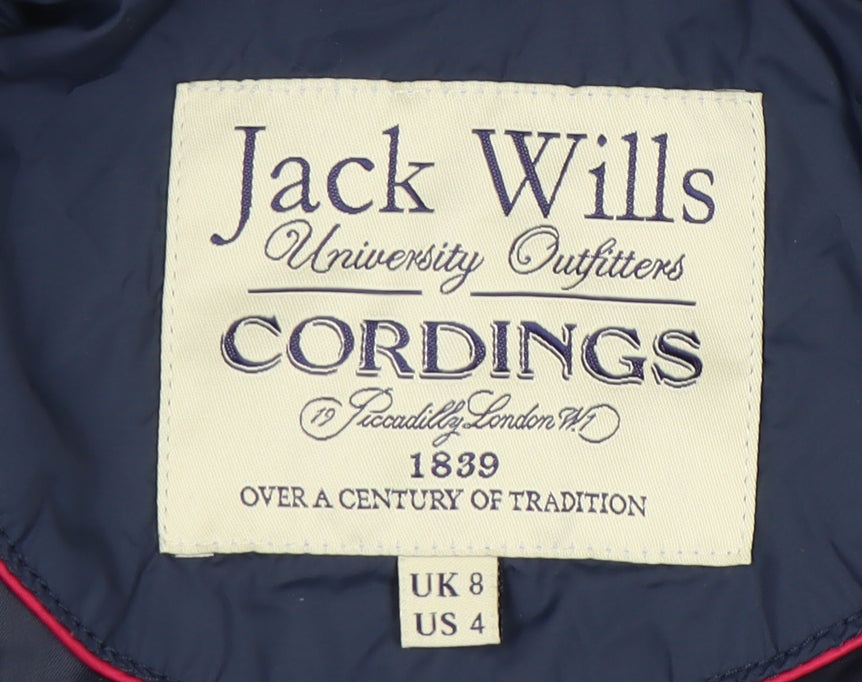 Jack Wills
University Outfitters
CORDINGS
19 Piccadilly London W.1
1839
OVER A CENTURY OF TRADITION
UK 8
US 4